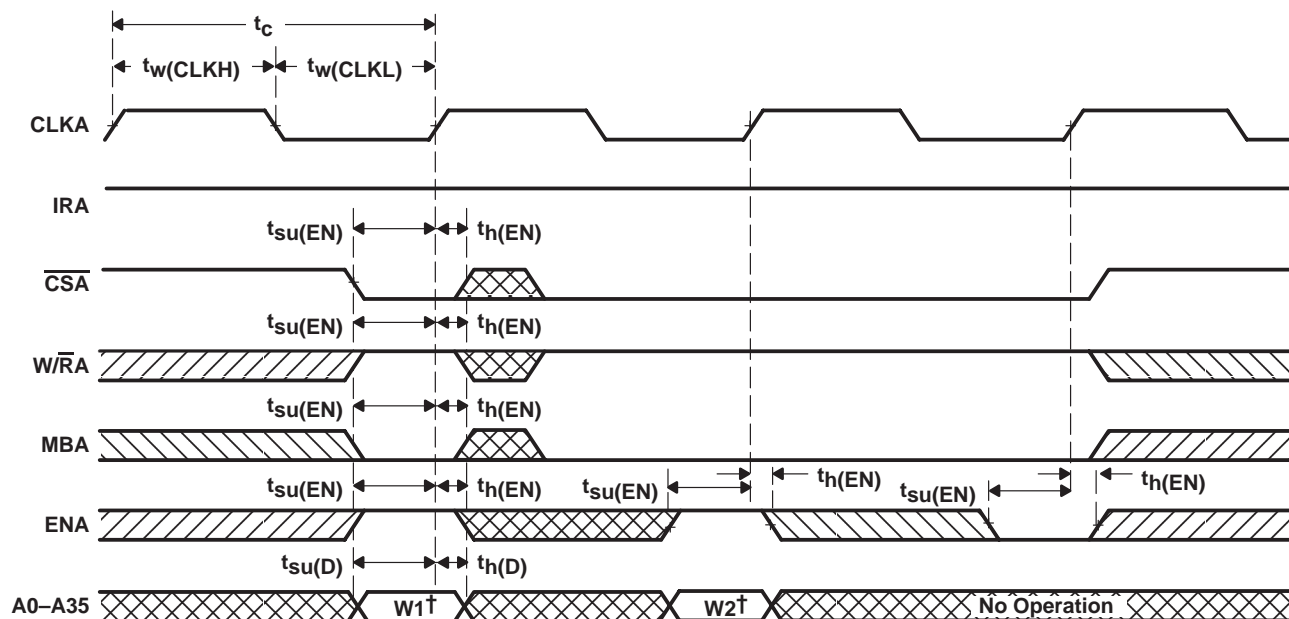 tc
tw(CLKH) tw(CLKL)
CLKA
IRA
tsu(EN) th(EN)
CSA
tsu(EN) th(EN)
W/RA
tsu(EN) th(EN)
MBA
tsu(EN) th(EN) tsu(EN) th(EN) tsu(EN) th(EN)
ENA
tsu(D) th(D)
A0–A35 W1† W2† No Operation